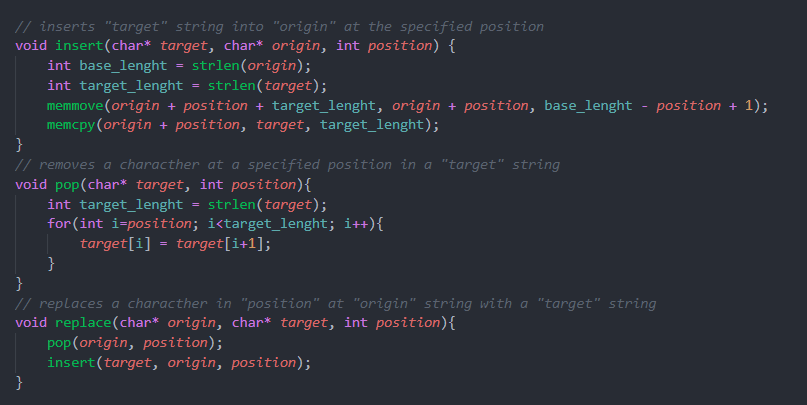 // inserts "target" string into "origin" at the specified position
void insert(char* target, char* origin, int position) {
    int base_lenght = strlen(origin);
    int target_lenght = strlen(target);
    memmove(origin + position + target_lenght, origin + position, base_lenght - position + 1);
    memcpy(origin + position, target, target_lenght);
}
// removes a characther at a specified position in a "target" string
void pop(char* target, int position){
    int target_lenght = strlen(target);
    for(int i=position; i<target_lenght; i++){
        target[i] = target[i+1];
    }
}
// replaces a characther in "position" at "origin" string with a "target" string
void replace(char* origin, char* target, int position){
    pop(origin, position);
    insert(target, origin, position);
}